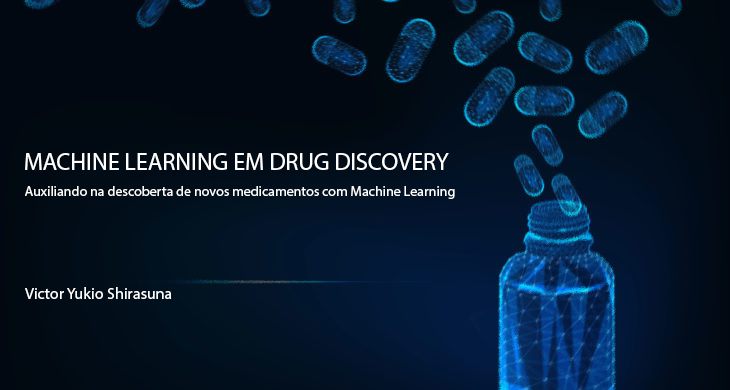 MACHINE LEARNING EM DRUG DISCOVERY
Auxiliando na descoberta de novos medicamentos com Machine Learning
Victor Yukio Shirasuna